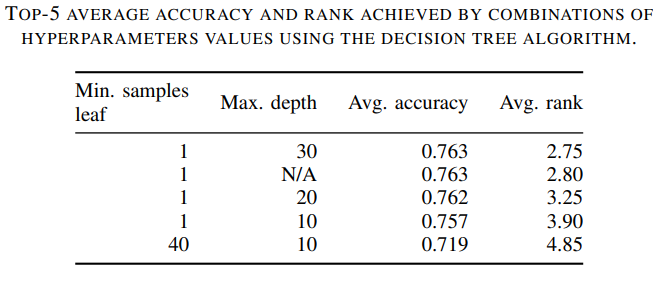 TOP-5 AVERAGE ACCURACY AND RANK ACHIEVED BY COMBINATIONS OF
HYPERPARAMETERS VALUES USING THE DECISION TREE ALGORITHM.
Min. samples leaf Max. depth Avg. accuracy Avg. rank
1 30 0.763 2.75
1 N/A 0.763 2.80
1 20 0.762 3.25
1 10 0.757 3.90
40 10 0.719 4.85